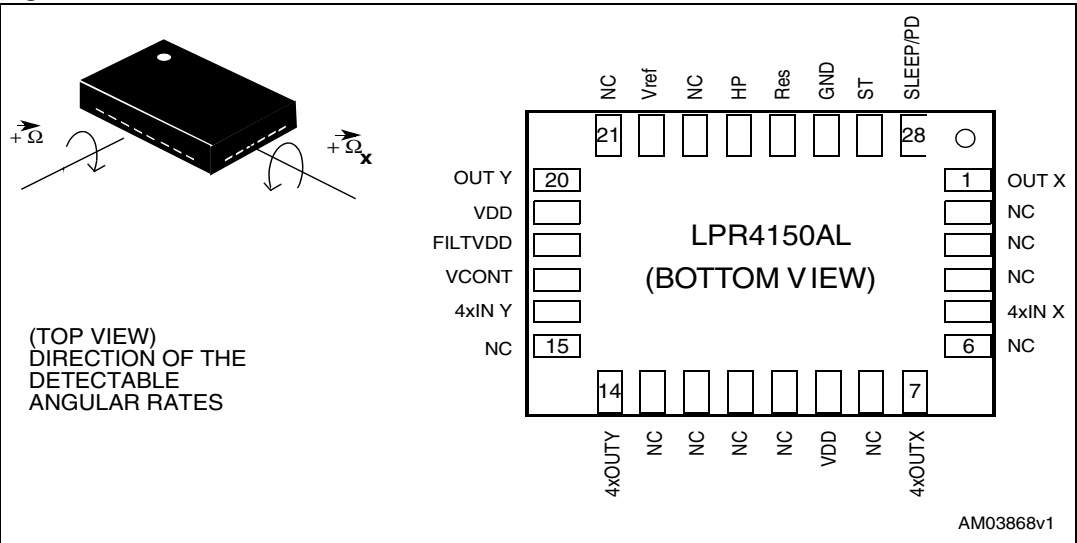 +Ω
+Ωx
(TOP VIEW)
DIRECTION OF THE
DETECTABLE
ANGULAR RATES
NC
Vref
NC
HP
Res
GND
ST
SLEEP/PD
21
28
OUT Y 20
VDD
FILTVDD
VCONT
4xIN Y
NC 15
LPR4150AL
(BOTTOM VIEW)
1 OUT X
NC
NC
NC
4xIN X
6 NC
14
7
4xOUTY
NC
NC
NC
NC
VDD
NC
4xOUTX
AM03868v1